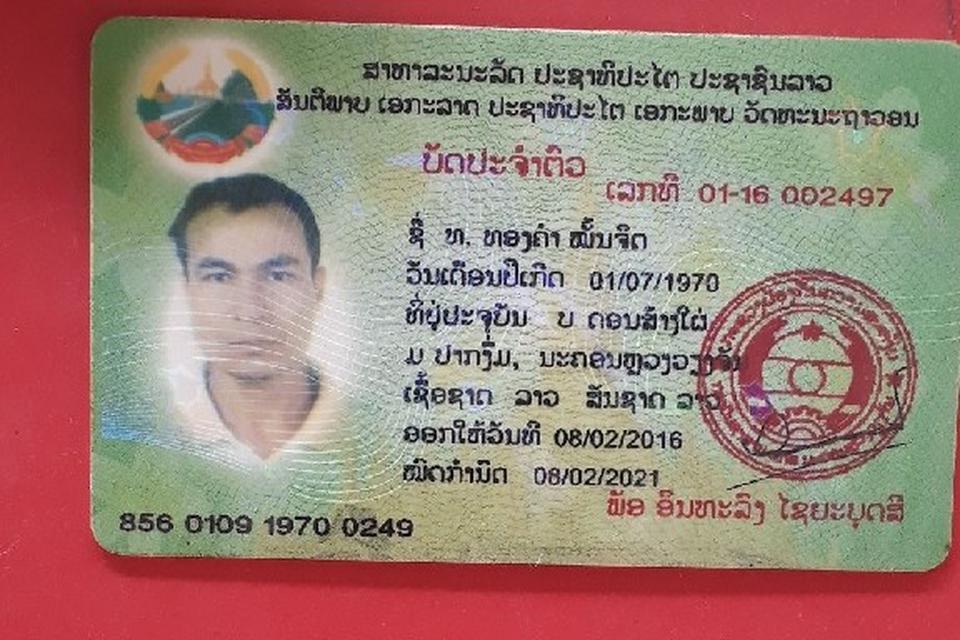 ສາທາລະນະລັດ ປະຊາທິປະໄຕ ປະຊາຊົນລາວ
ສັນຕິພາບ ເອກະລາດ ປະຊາທິປະໄຕ ເອກະພາບ ວັດທະນະຖາວອນ
ບັດປະຈຳຕົວ
ເລກທີ 01-16 002497
ຊື່ ທ. ທອງຄຳ ໝັ້ນຈິດ
ວັນເດືອນປີເກີດ 01/07/1970
ທີ່ຢູ່ປະຈຸບັນ ບ ດອນສ້າງໄຜ່
ມ ປາກງື່ມ, ນະຄອນຫຼວງວຽງຈັນ
ເຊື້ອຊາດ ລາວ ສັນຊາດ ລາວ
ອອກໃຫ້ວັນທີ 08/02/2016
ໝົດກຳນົດ 08/02/2021
ພັອ ອິນທະລົງ ໄຊຍະບຸດສີ
856 0109 1970 0249